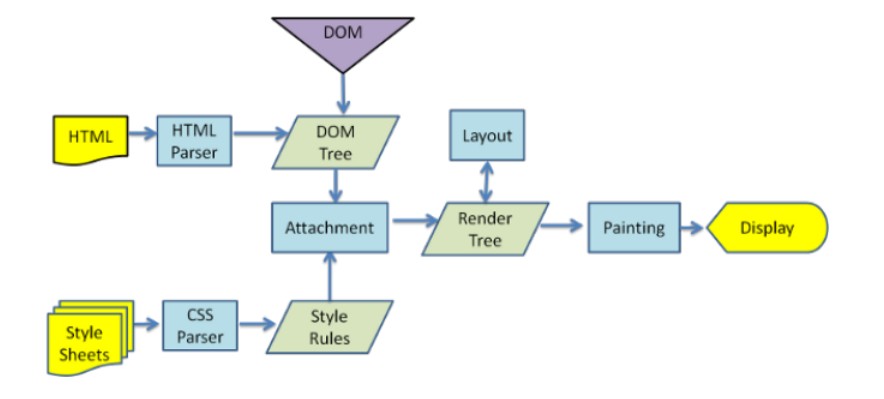 DOM
HTML
HTML
Parser
DOM
Tree
Layout
Attachment
Render
Tree
Painting
Display
Style
Sheets
CSS
Parser
Style
Rules